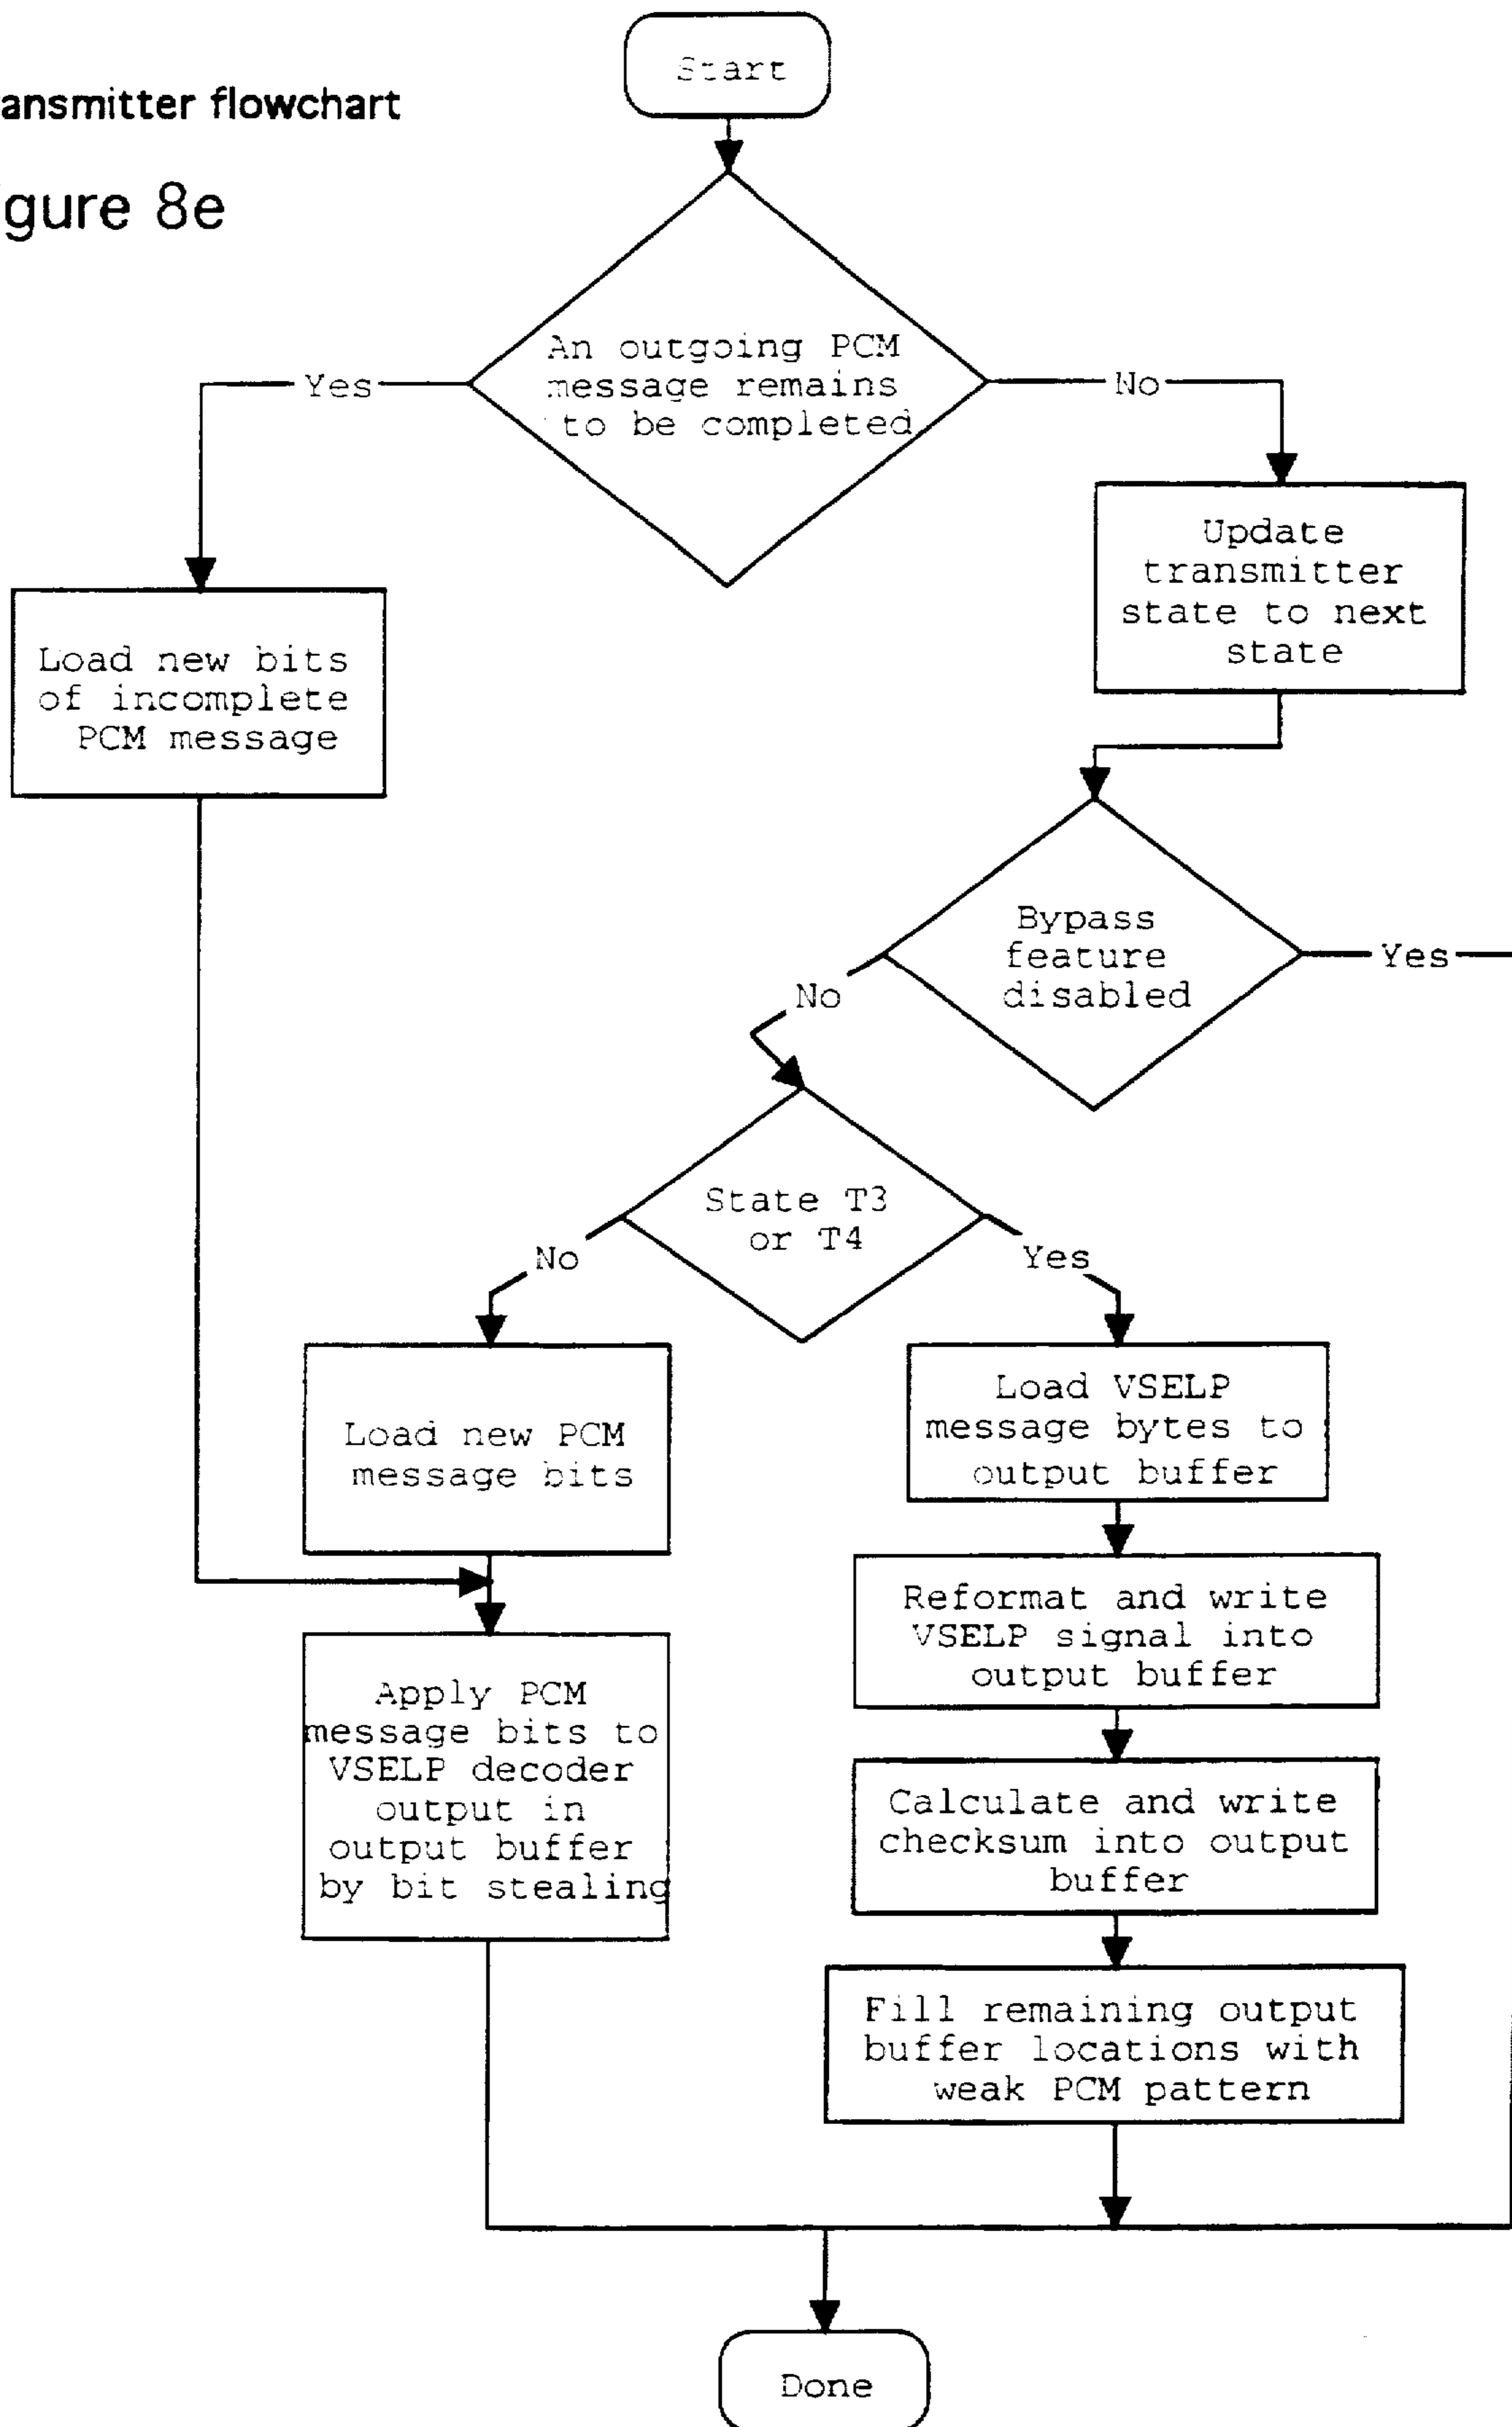 Start
ansmitter flowchart
gure 8e
An outgoing PCM
message remains
to be completed
Yes
No
Update
transmitter
state to next
state
Load new bits
of incomplete
PCM message
Bypass
feature
disabled
Yes
No
State T3
or T4
No
Yes
Load new PCM
message bits
Load VSELP
message bytes to
output buffer
Reformat and write
VSELP signal into
output buffer
Apply PCM
message bits to
VSELP decoder
output in
output buffer
by bit stealing
Calculate and write
checksum into output
buffer
Fill remaining output
buffer locations with
weak PCM pattern
Done